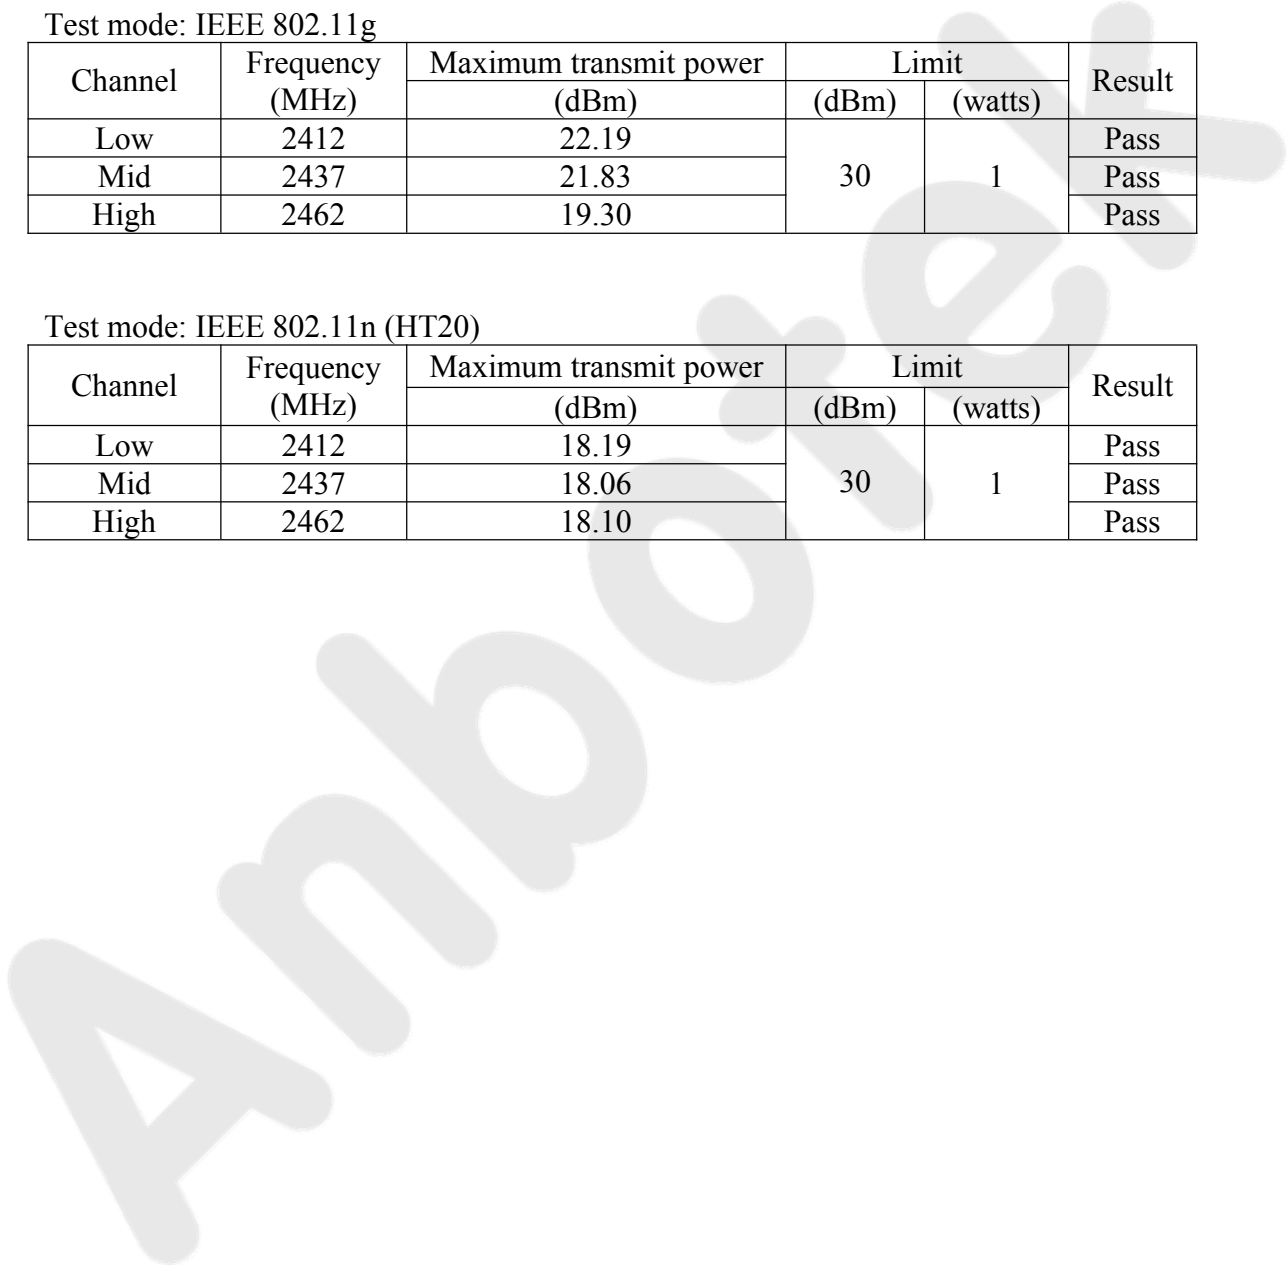 Test mode: IEEE 802.11g
Channel Frequency (MHz) Maximum transmit power Limit Result
(dBm) (dBm) (watts)
Low 2412 22.19 30 1 Pass
Mid 2437 21.83 Pass
High 2462 19.30 Pass
Test mode: IEEE 802.11n (HT20)
Channel Frequency (MHz) Maximum transmit power Limit Result
(dBm) (dBm) (watts)
Low 2412 18.19 30 1 Pass
Mid 2437 18.06 Pass
High 2462 18.10 Pass
Anbotek